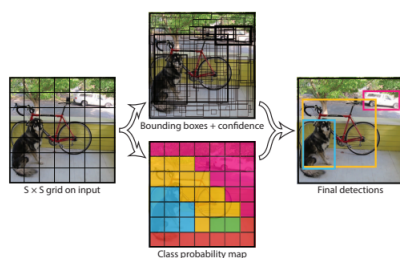 Bounding boxes + confidence
S × S grid on input
Final detections
Class probability map